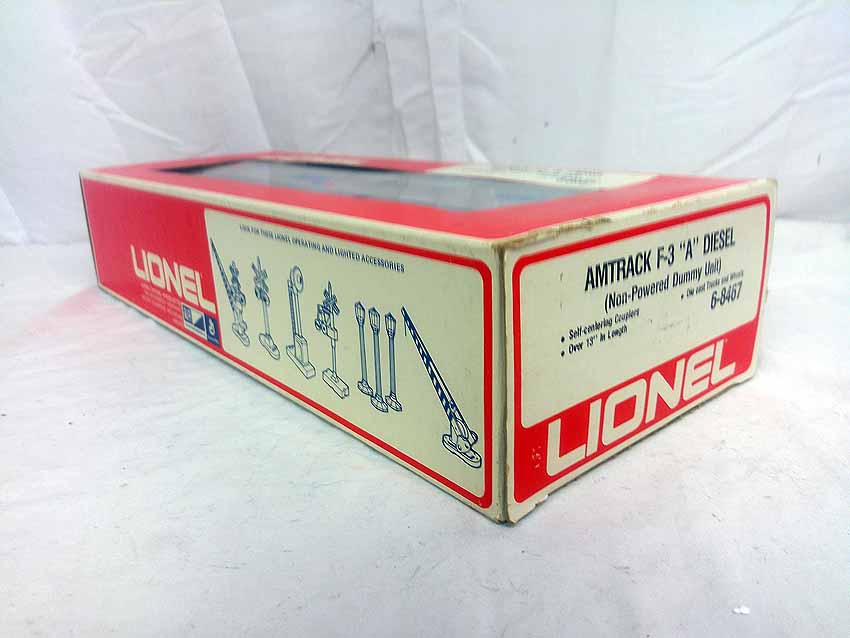 LOOK FOR THESE LIONEL OPERATING AND LIGHTED ACCESSORIES
LIONEL
AMTRACK F-3 "A" DIESEL
(Non-Powered Dummy Unit)
• Self-centering Couplers
• Die cast Trucks and Wheels
• Over 13" in Length
6-8467
LIONEL